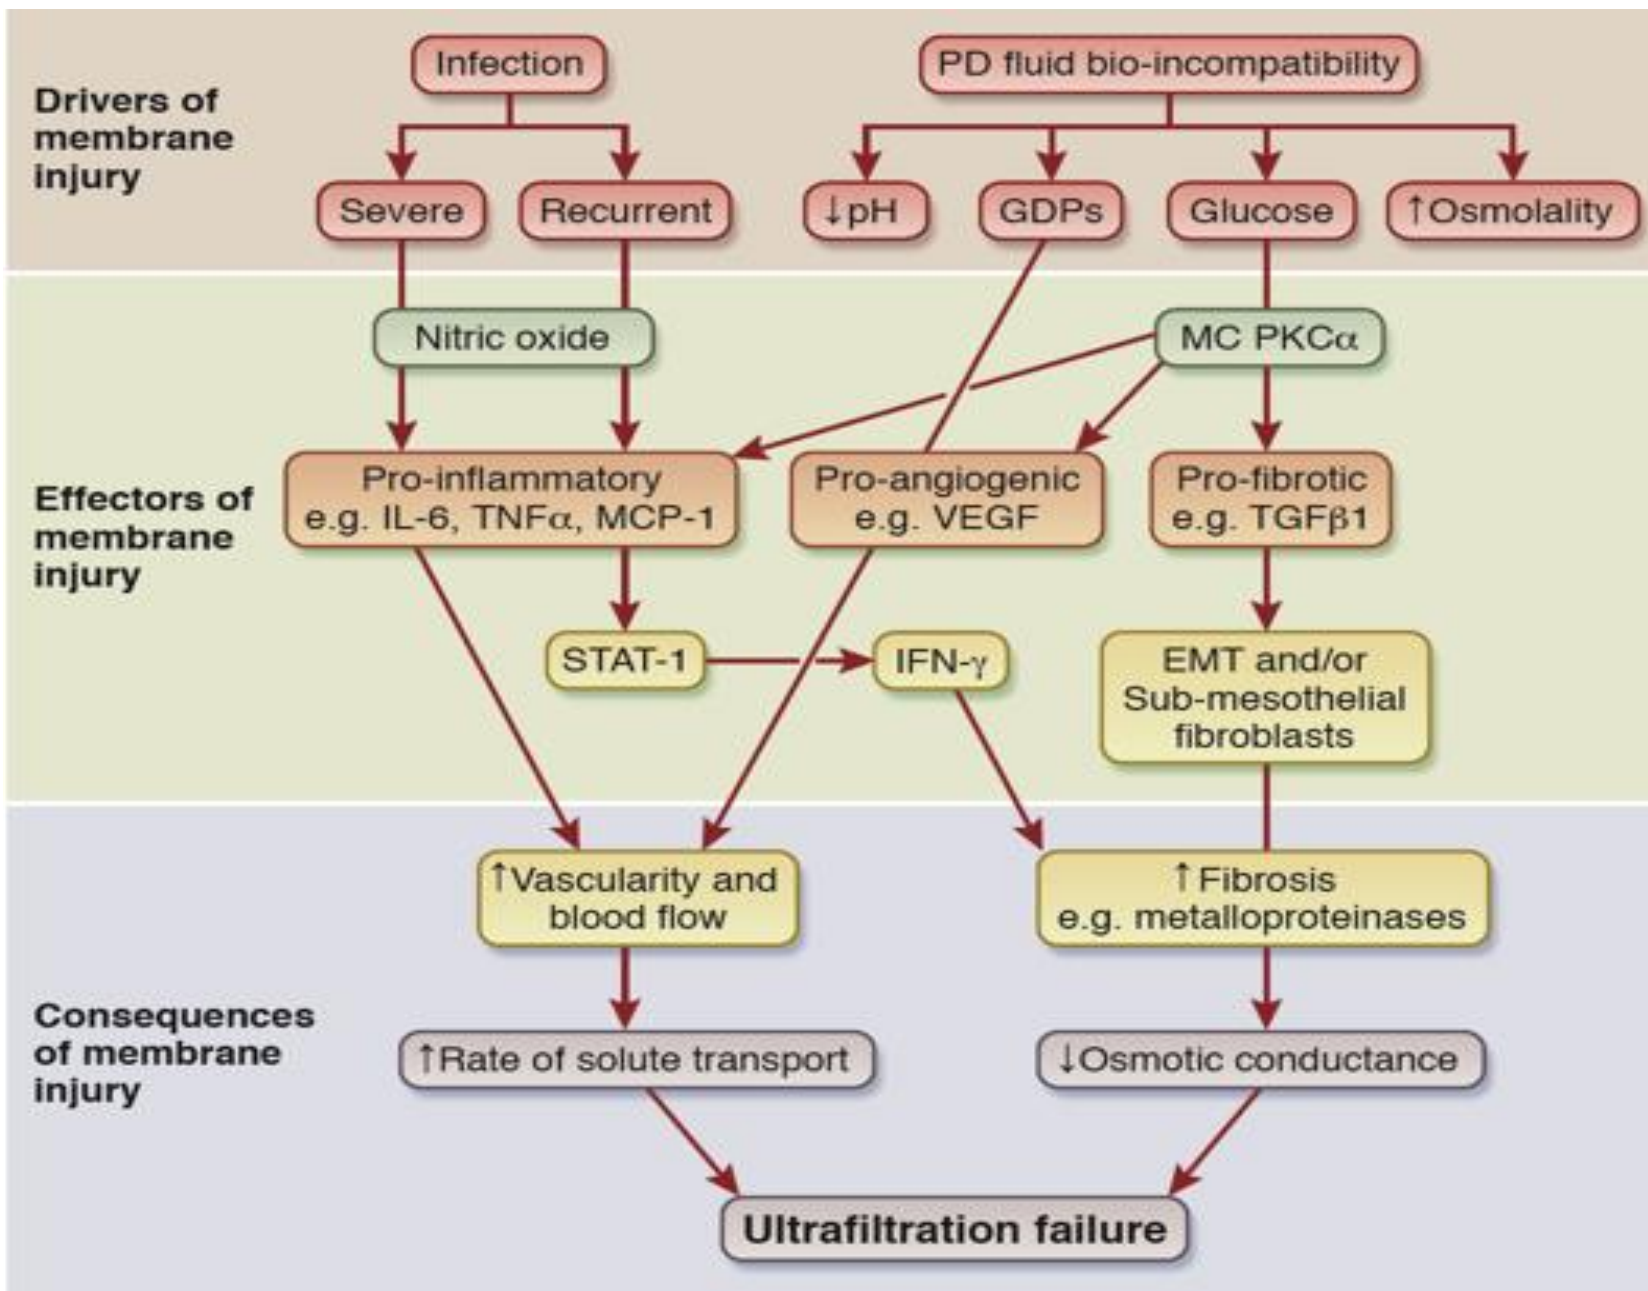 Drivers of
membrane
injury
Infection
PD fluid bio-incompatibility
Severe
Recurrent
↓pH
GDPs
Glucose
↑Osmolality
Effectors of
membrane
injury
Nitric oxide
MC PKCα
Pro-inflammatory
e.g. IL-6, TNFα, MCP-1
Pro-angiogenic
e.g. VEGF
Pro-fibrotic
e.g. TGFβ1
STAT-1
IFN-γ
EMT and/or
Sub-mesothelial
fibroblasts
Consequences
of membrane
injury
↑Vascularity and
blood flow
↑Fibrosis
e.g. metalloproteinases
↑Rate of solute transport
↓Osmotic conductance
Ultrafiltration failure